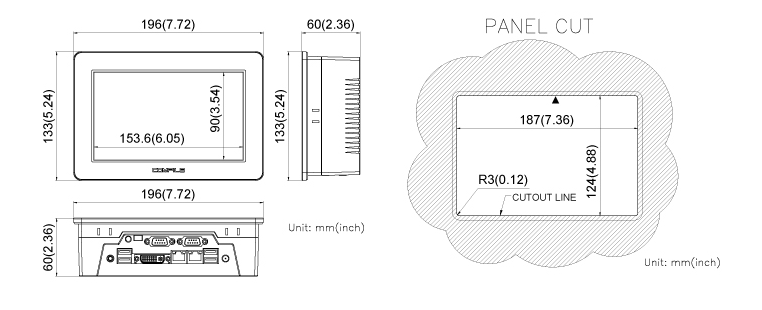 196(7.72)
60(2.36)
PANEL CUT
133(5.24)
90(3.54)
153.6(6.05)
COMFILE
133(5.24)
187(7.36)
124(4.88)
R3(0.12)
CUTOUT LINE
196(7.72)
60(2.36)
Unit: mm(inch)
Unit: mm(inch)